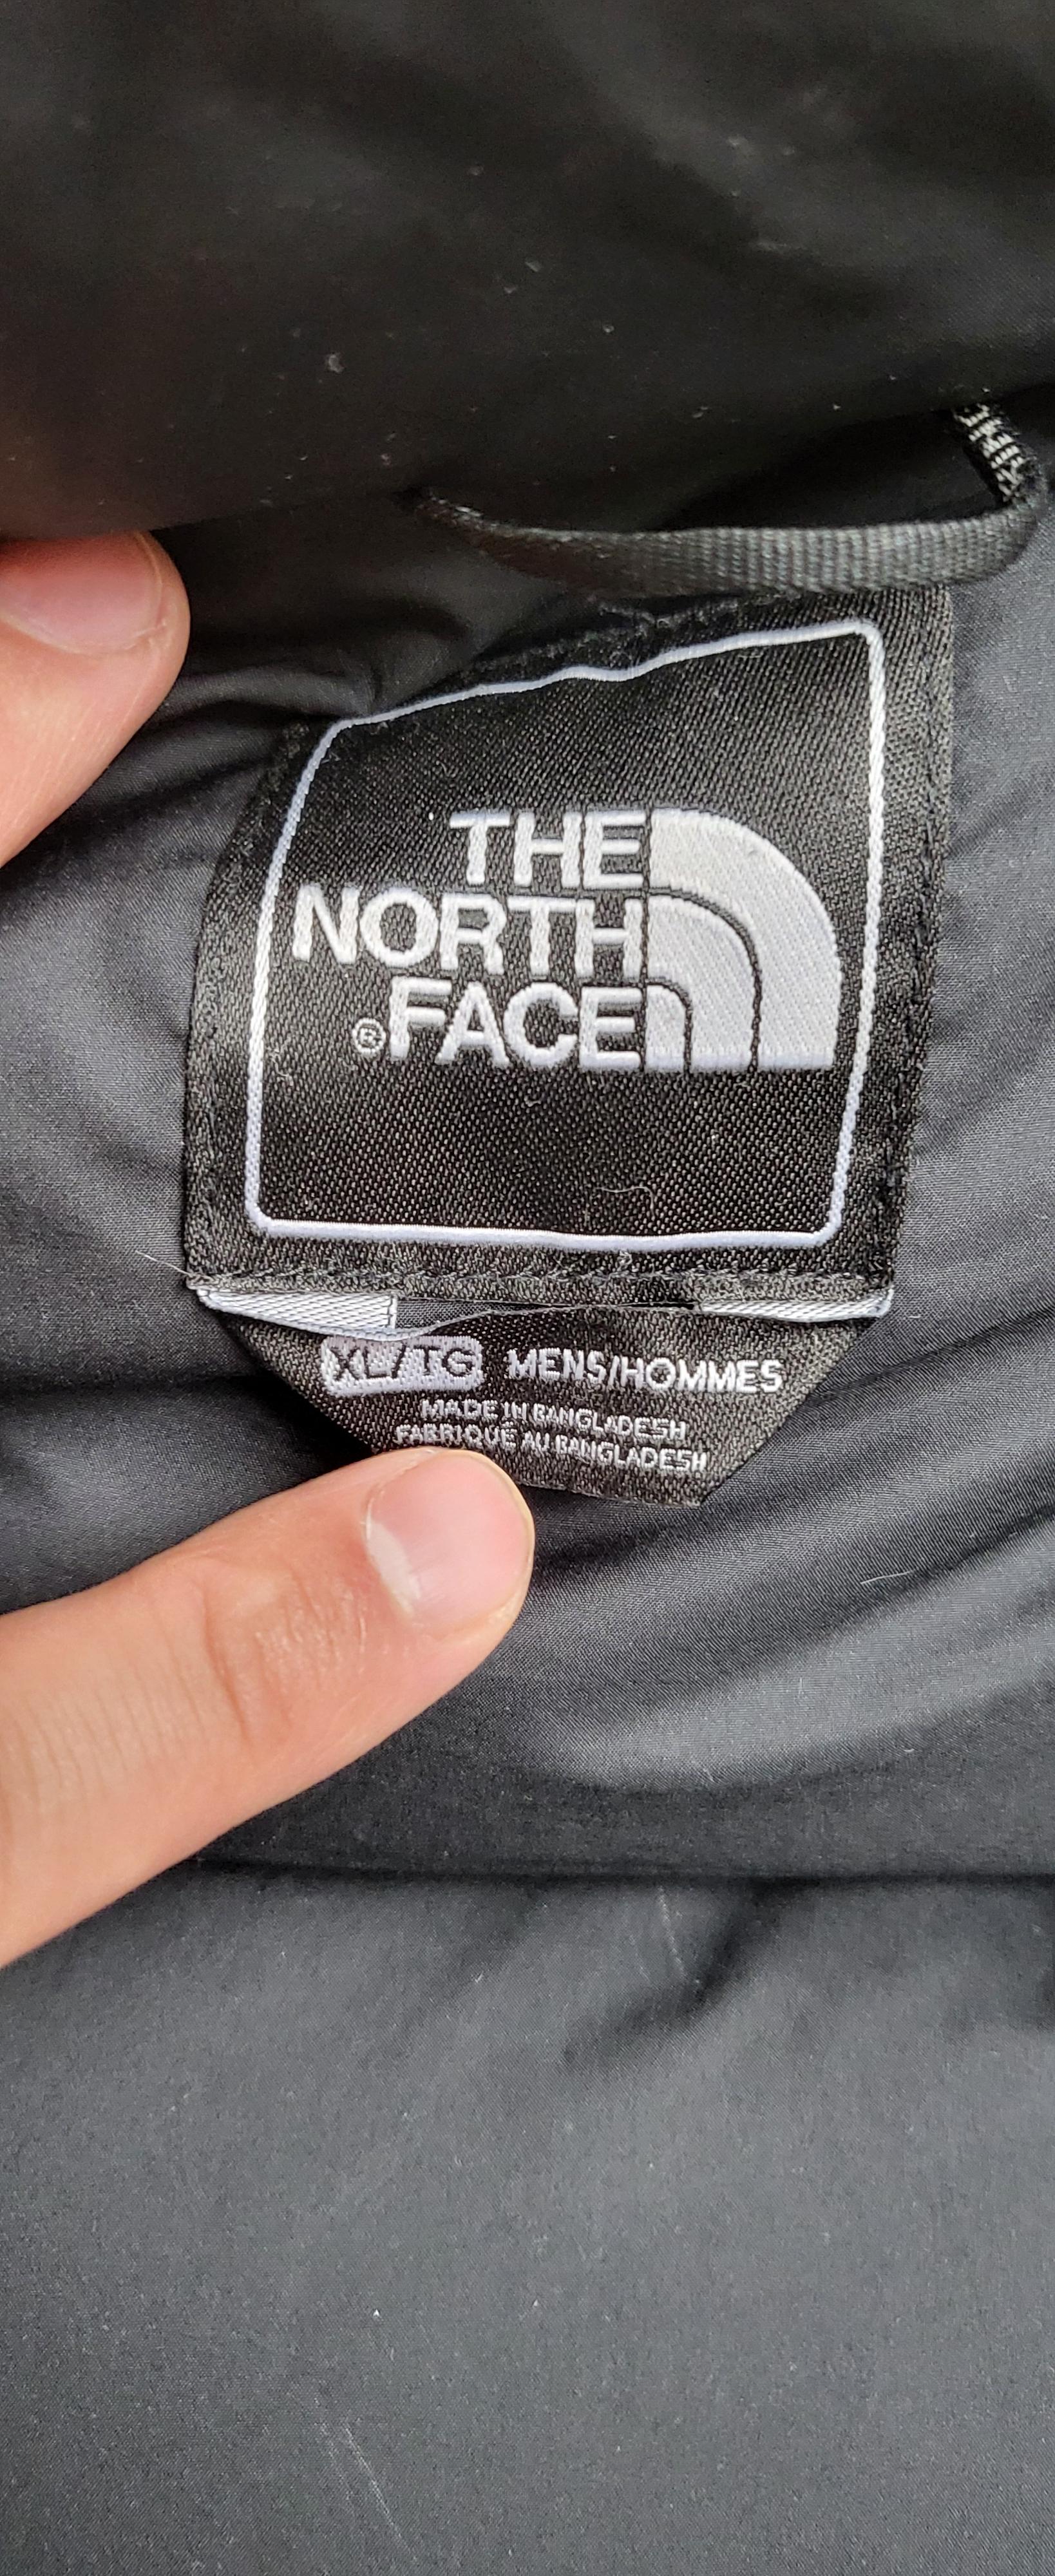 THE
NORTH
FACE
®
XL/TG MENS/HOMMES
MADE IN BANGLADESH
FABRIQUÉ AU BANGLADESH